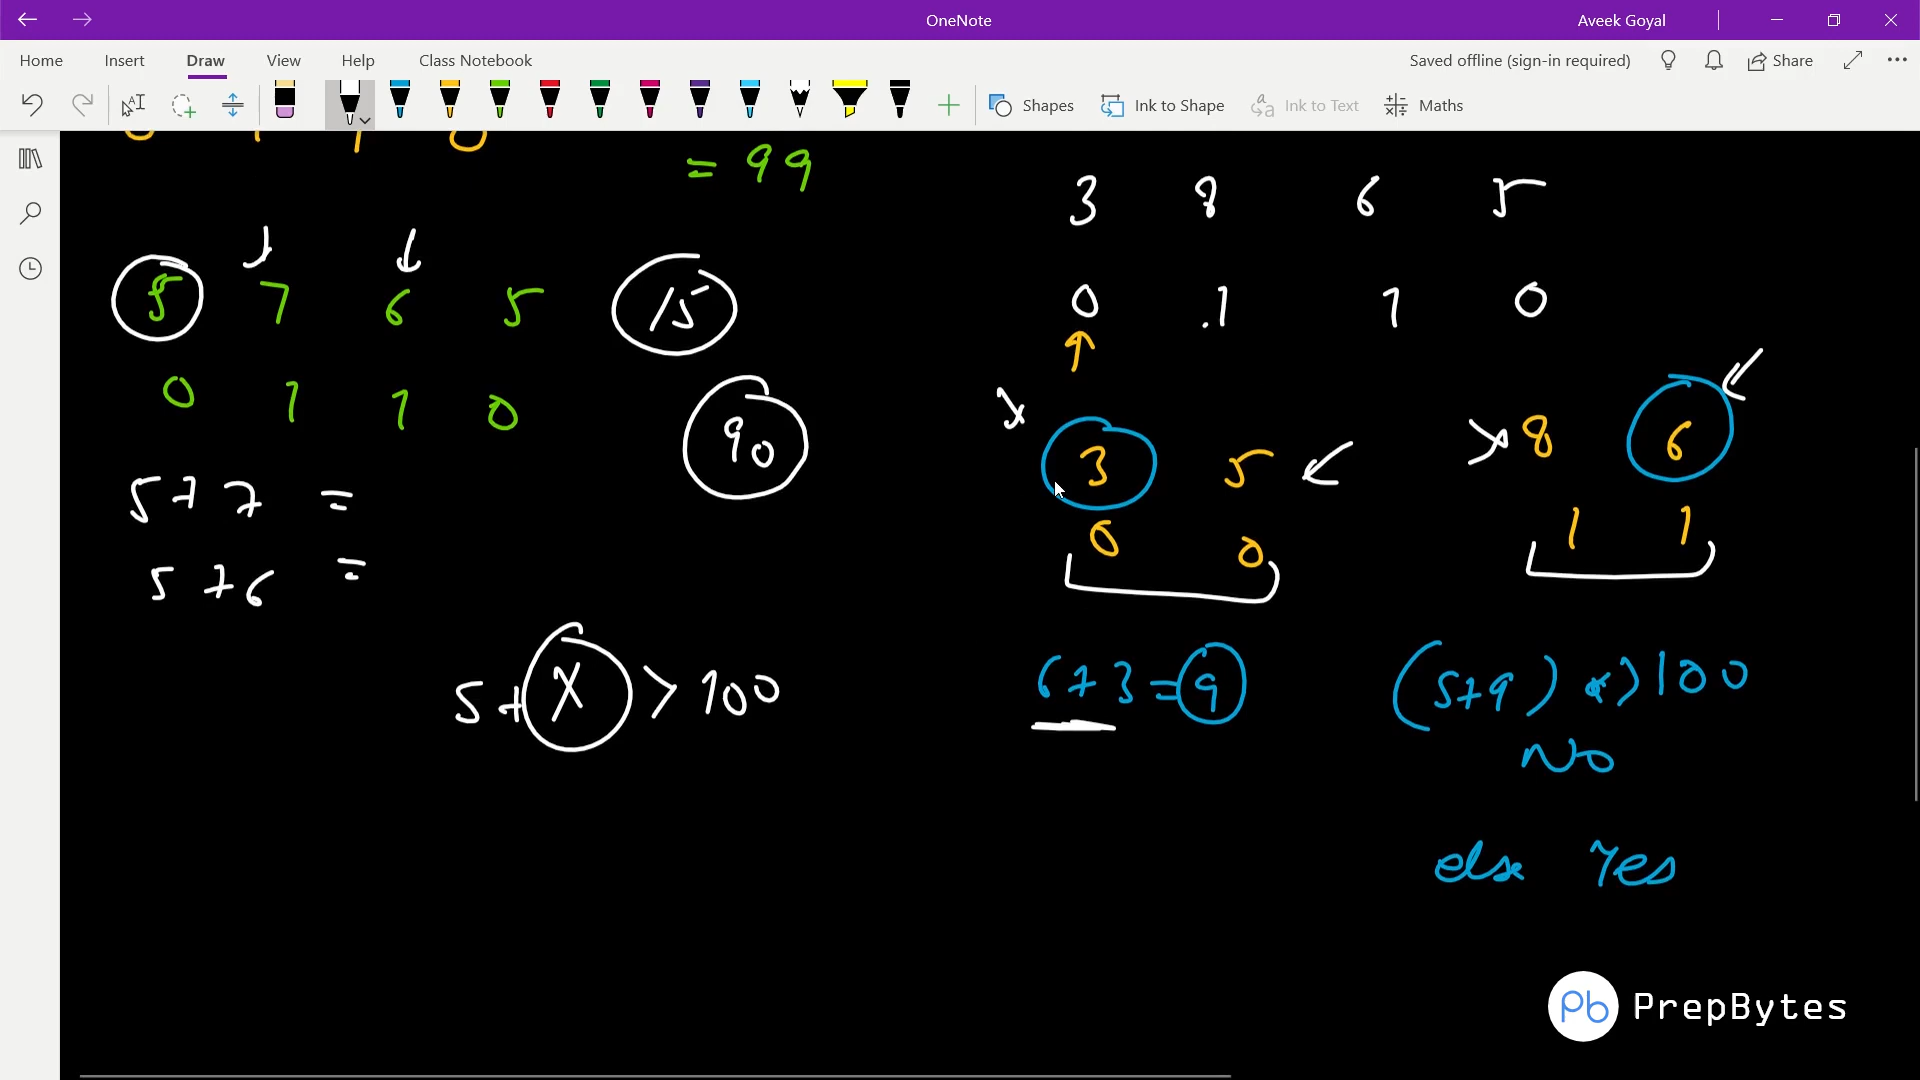 OneNote
Aveek Goyal
Home Insert Draw View Help Class Notebook
Saved offline (sign-in required)
Share
Shapes
Ink to Shape
Ink to Text
Maths
= 99
5 7 6 5 15
0 1 1 0 90
5+7 =
5+6 =
5+X > 100
3 8 6 5
0 1 1 0
3 5 8 6
0 0 1 1
6+3=9
(5+9) > 100
NO
else Yes
Pb PrepBytes